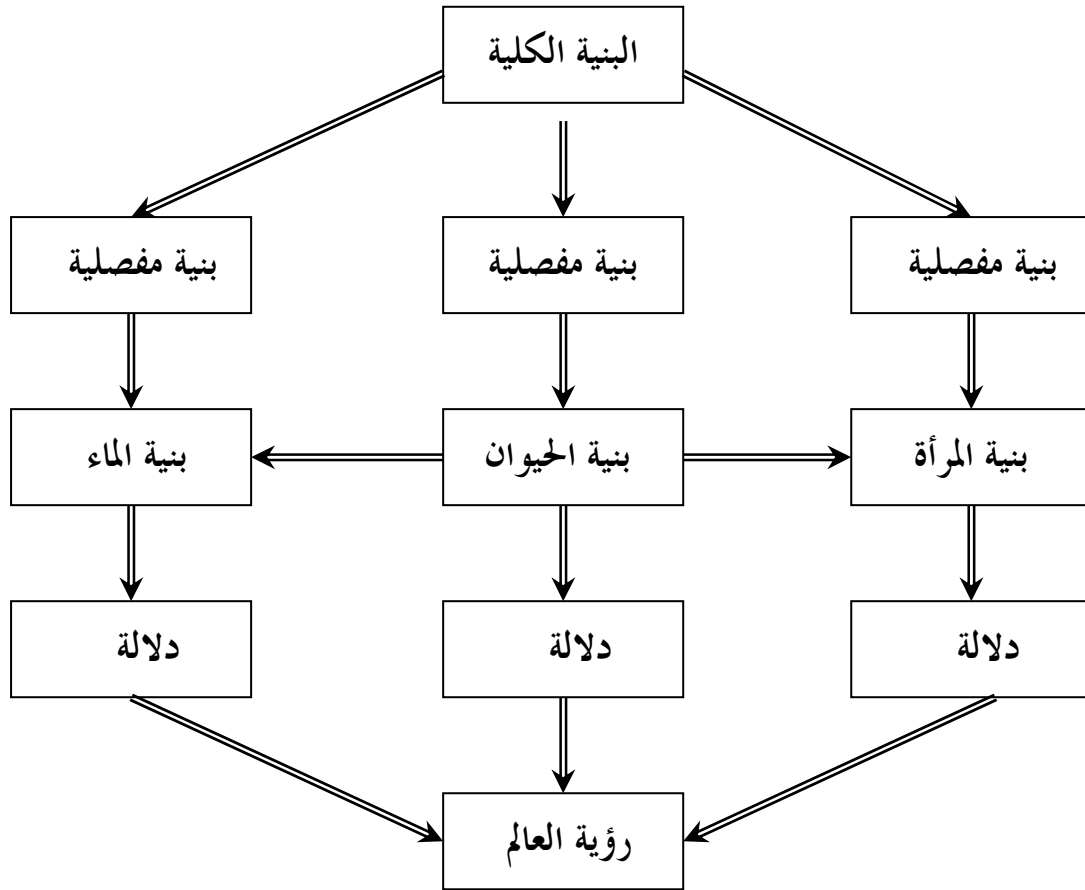 البنية الكلية
بنية مفصلية
بنية مفصلية
بنية مفصلية
بنية المرأة
بنية الحيوان
بنية الماء
دلالة
دلالة
دلالة
رؤية العالم